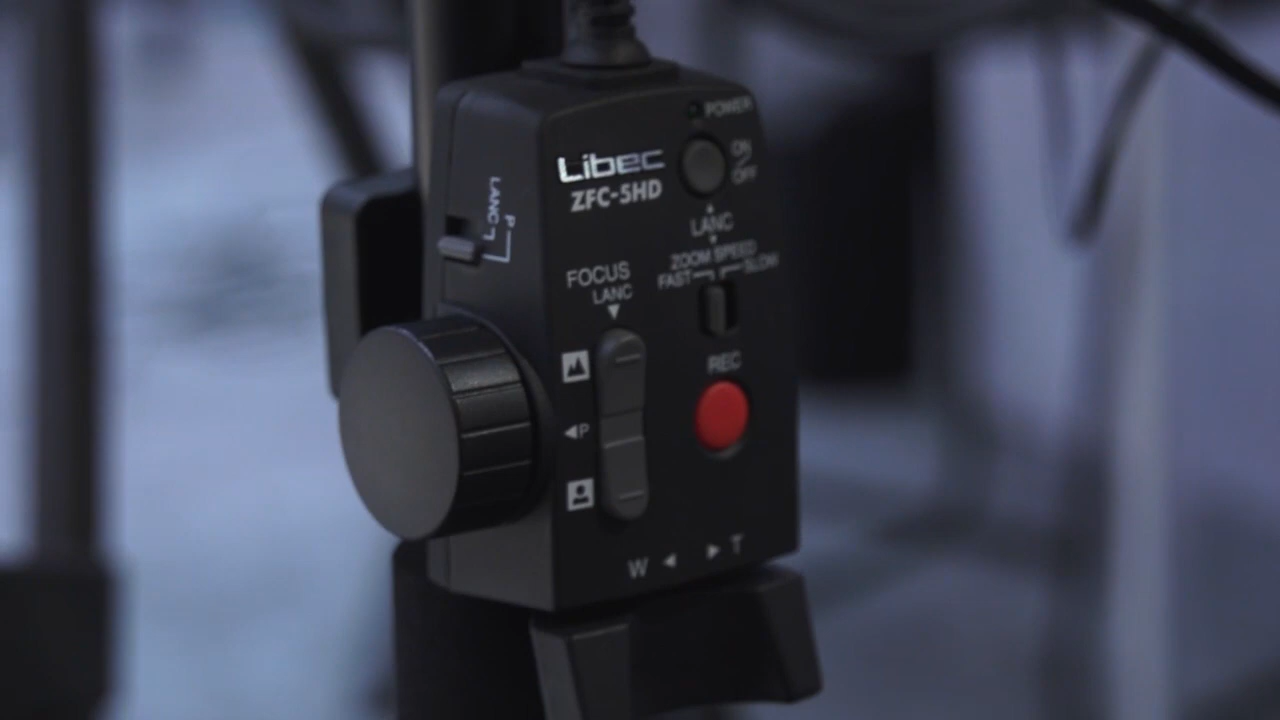 POWER
Libec
ON
OFF
ZFC-5HD
LANC
P
LANC
ZOOM SPEED
FAST
SLOW
FOCUS
LANC
REC
P
W
T